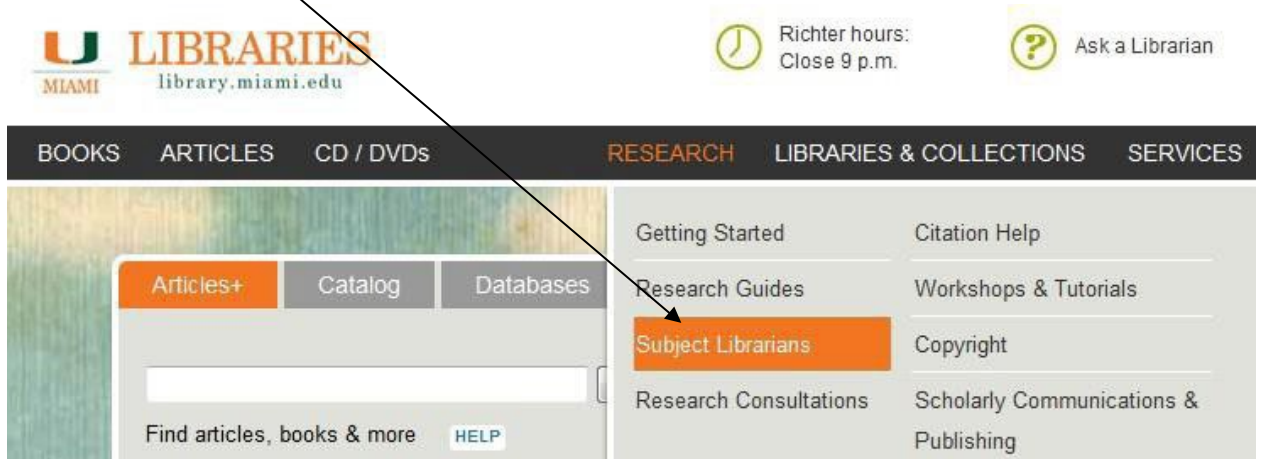 U LIBRARIES
MIAMI library.miami.edu
Richter hours:
Close 9 p.m.
Ask a Librarian
BOOKS ARTICLES CD / DVDs RESEARCH LIBRARIES & COLLECTIONS SERVICES
Articles+ Catalog Databases
Find articles, books & more HELP
Getting Started
Research Guides
Subject Librarians
Research Consultations
Citation Help
Workshops & Tutorials
Copyright
Scholarly Communications &
Publishing